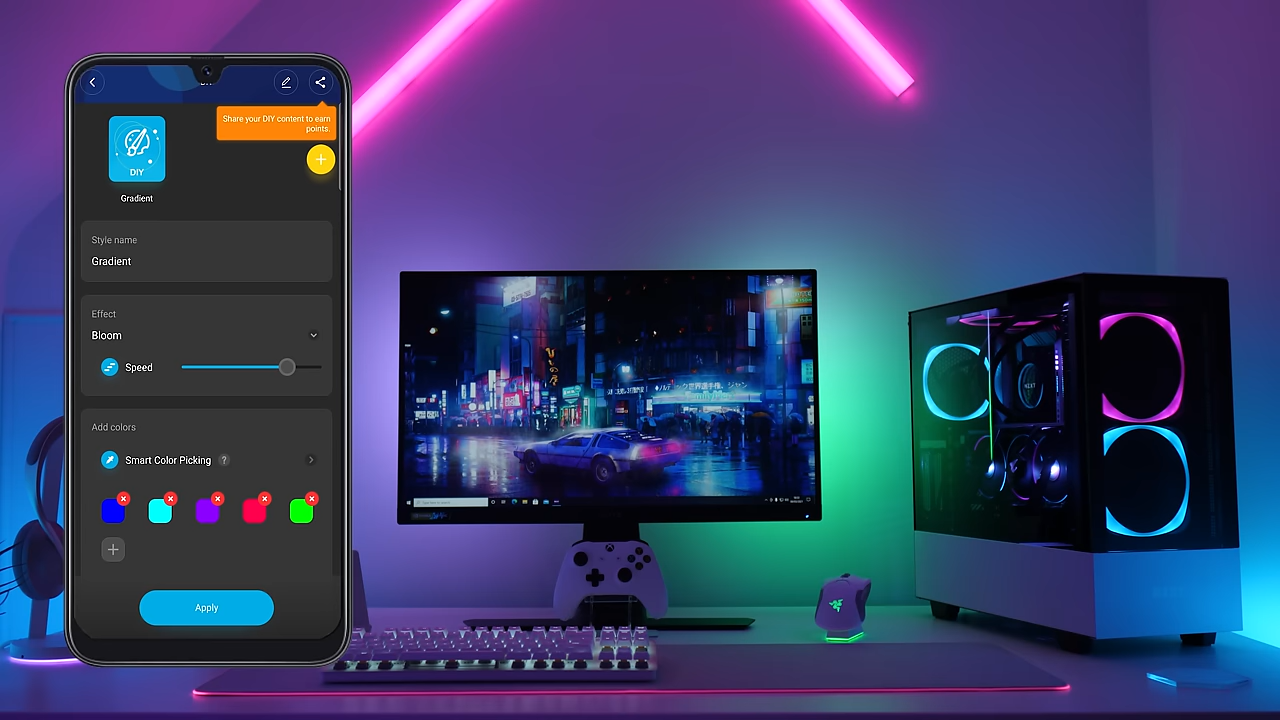 Share your DIY content to earn
points.
DIY
Gradient
Style name
Gradient
Effect
Bloom
Speed
Add colors
Smart Color Picking ?
Apply